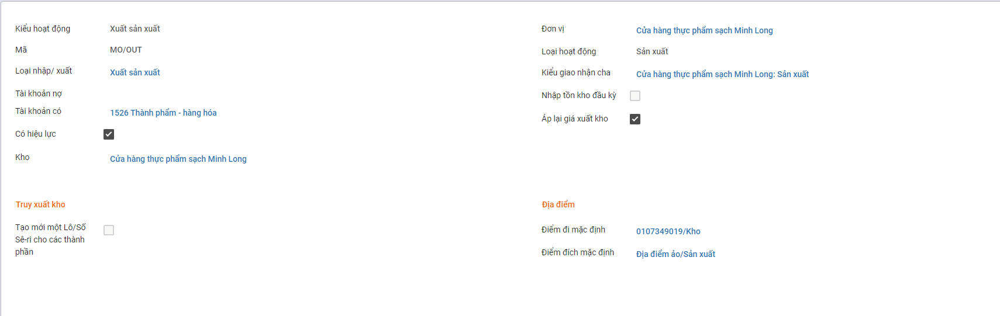 Kiểu hoạt động Xuất sản xuất
Mã MO/OUT
Loại nhập/ xuất Xuất sản xuất
Tài khoản nợ
Tài khoản có 1526 Thành phẩm - hàng hóa
Có hiệu lực
Kho Cửa hàng thực phẩm sạch Minh Long
Đơn vị Cửa hàng thực phẩm sạch Minh Long
Loại hoạt động Sản xuất
Kiểu giao nhận cha Cửa hàng thực phẩm sạch Minh Long: Sản xuất
Nhập tồn kho đầu kỳ
Áp lại giá xuất kho
Truy xuất kho
Tạo mới một Lô/Số
Sê-ri cho các thành
phần
Địa điểm
Điểm đi mặc định 0107349019/Kho
Điểm đích mặc định Địa điểm ảo/Sản xuất